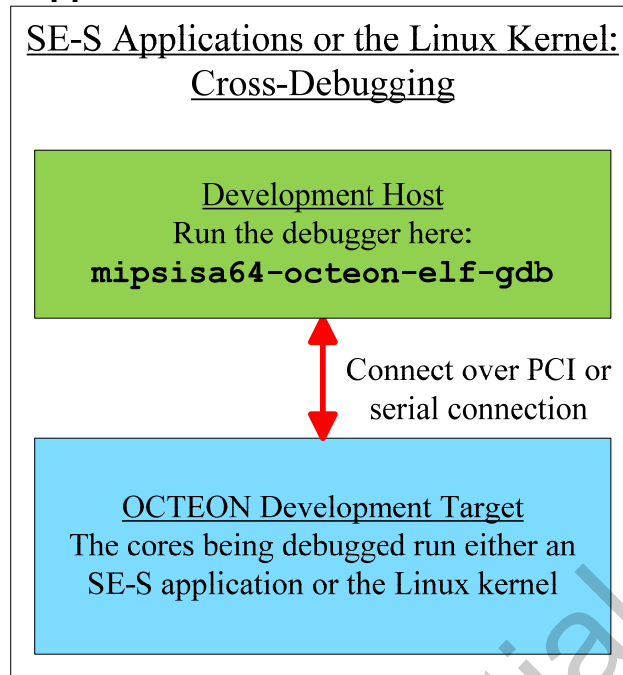 SE-S Applications or the Linux Kernel:
Cross-Debugging
Development Host
Run the debugger here:
mipsisa64-octeon-elf-gdb
Connect over PCI or
serial connection
OCTEON Development Target
The cores being debugged run either an
SE-S application or the Linux kernel